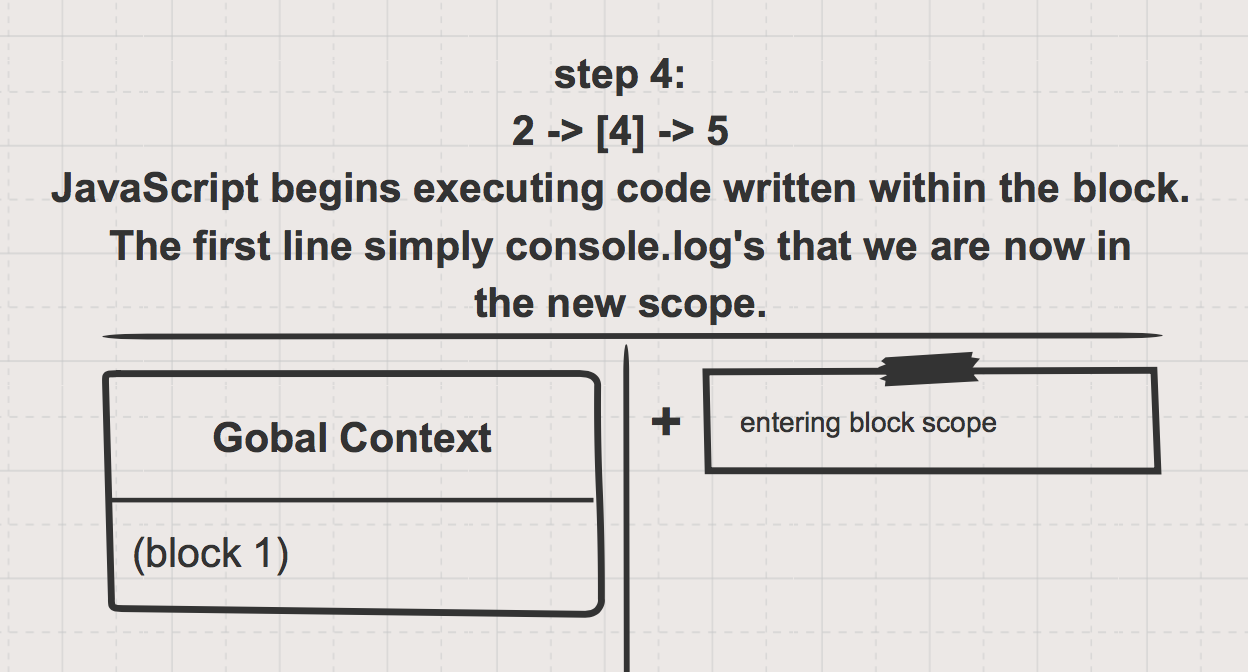 step 4:
2 -> [4] -> 5
JavaScript begins executing code written within the block.
The first line simply console.log's that we are now in
the new scope.
Gobal Context
(block 1)
+
entering block scope